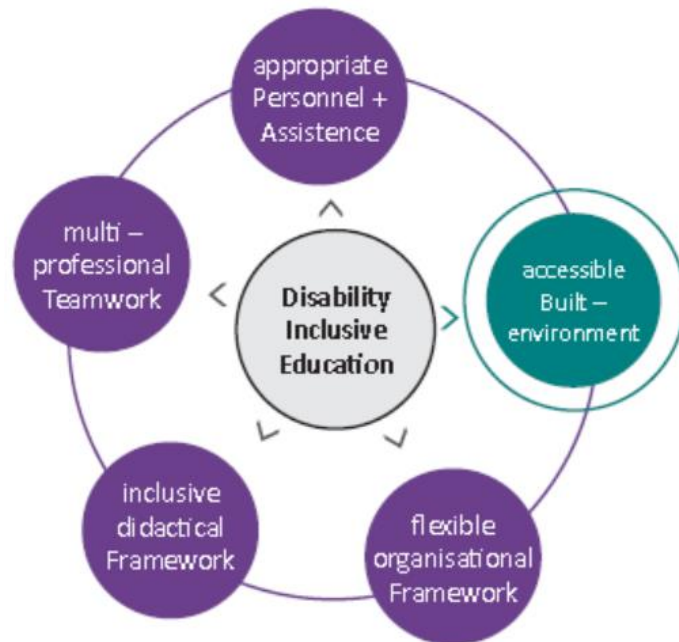 appropriate
Personnel +
Assistence
multi –
professional
Teamwork
Disability
Inclusive
Education
accessible
Built –
environment
inclusive
didactical
Framework
flexible
organisational
Framework